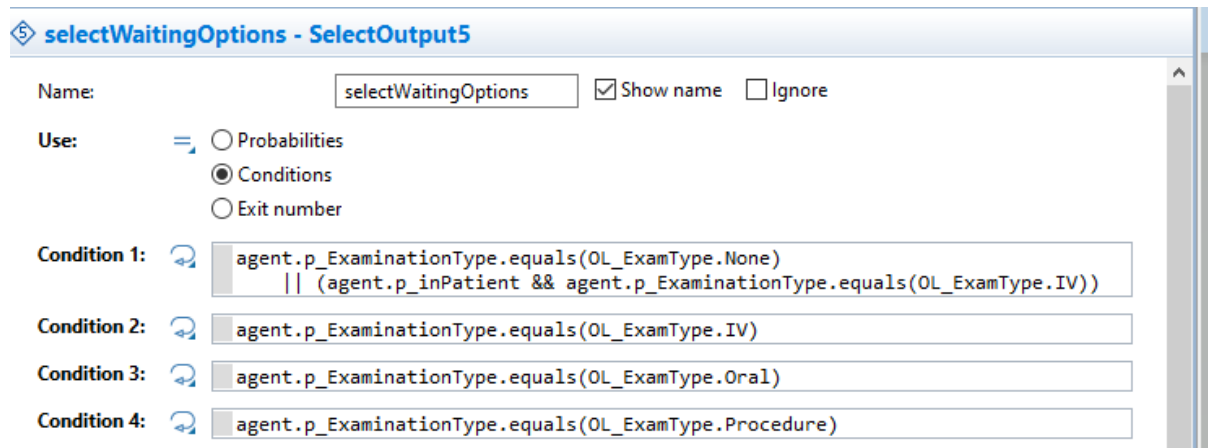 selectWaitingOptions - SelectOutput5
Name: selectWaitingOptions Show name Ignore
Use: Probabilities
Conditions
Exit number
Condition 1: agent.p_ExaminationType.equals(OL_ExamType.None)
|| (agent.p_inPatient && agent.p_ExaminationType.equals(OL_ExamType.IV))
Condition 2: agent.p_ExaminationType.equals(OL_ExamType.IV)
Condition 3: agent.p_ExaminationType.equals(OL_ExamType.Oral)
Condition 4: agent.p_ExaminationType.equals(OL_ExamType.Procedure)